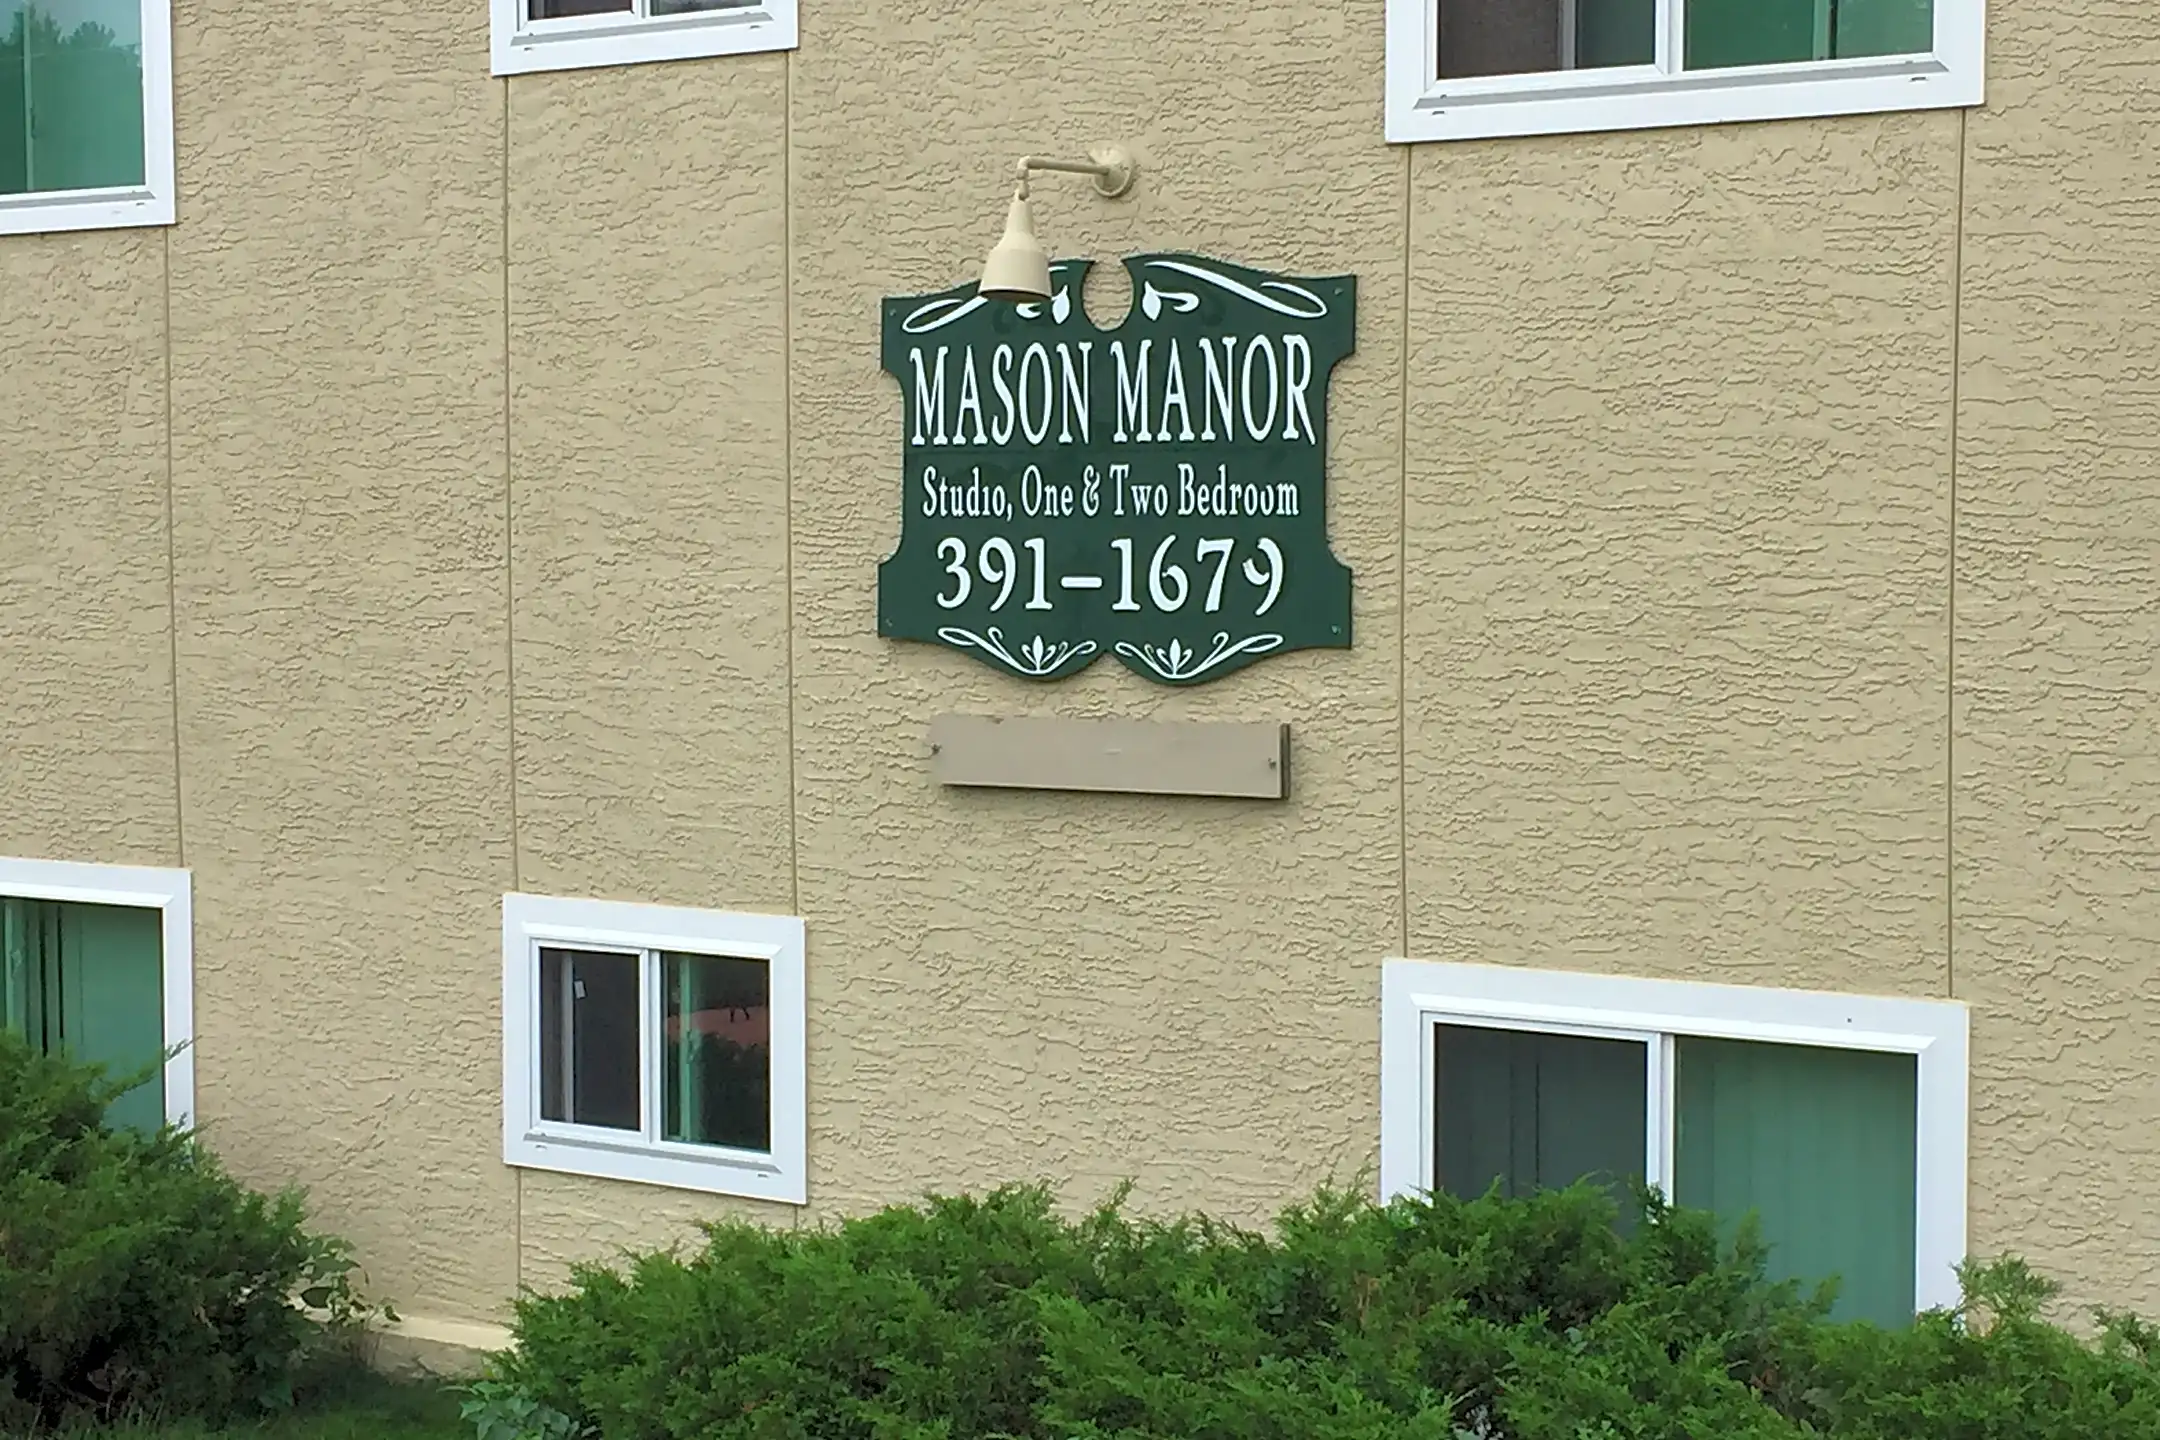 MASON MANOR
Studio, One & Two Bedroom
391-1679